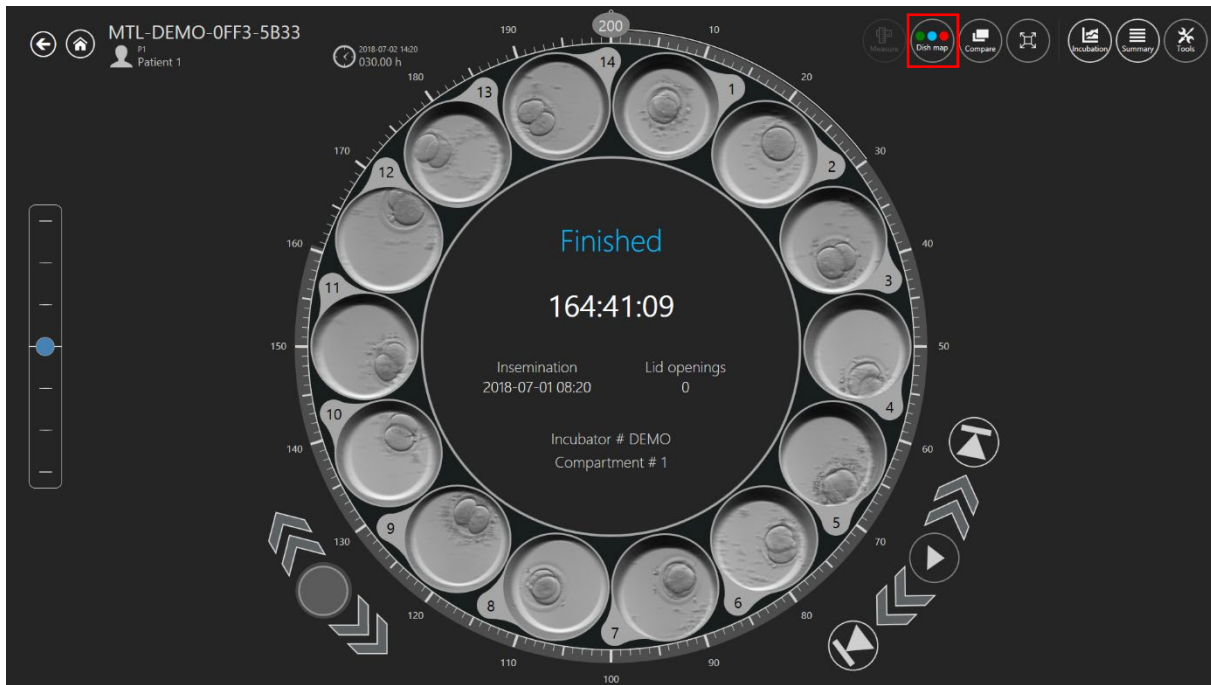 MTL-DEMO-0FF3-5B33
P1
Patient 1
2018-07-02 14:20
030.00 h
Measure
Dish map
Compare
Incubation
Summary
Tools
200
10
20
30
40
50
60
70
80
90
100
110
120
130
140
150
160
170
180
190
1
2
3
4
5
6
7
8
9
10
11
12
13
14
Finished
164:41:09
Insemination Lid openings
2018-07-01 08:20 0
Incubator # DEMO
Compartment # 1